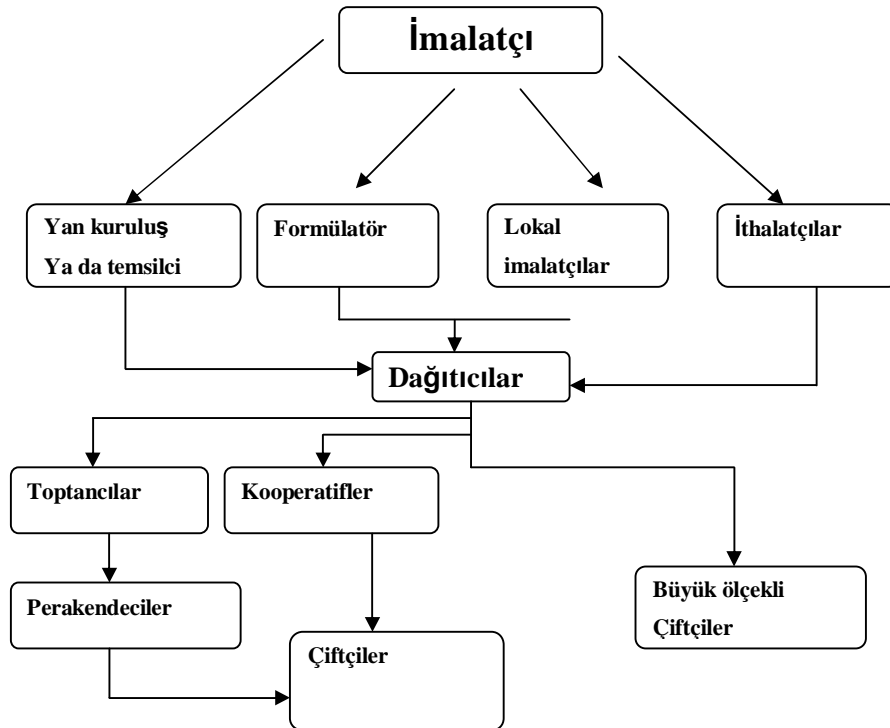 İmalatçı
Yan kuruluş
Ya da temsilci
Formülatör
Lokal
imalatçılar
İthalatçılar
Dağıtıcılar
Toptancılar
Kooperatifler
Perakendeciler
Çiftçiler
Büyük ölçekli
Çiftçiler